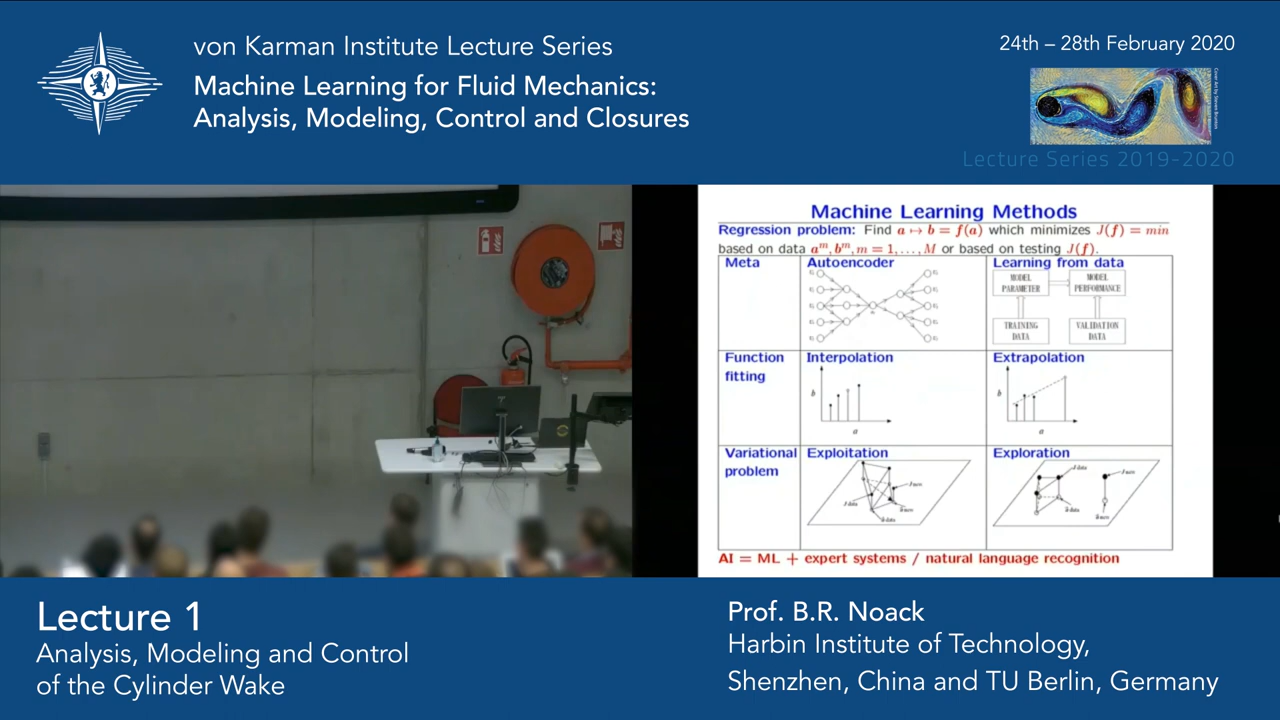 von Karman Institute Lecture Series
Machine Learning for Fluid Mechanics:
Analysis, Modeling, Control and Closures
24th – 28th February 2020
Lecture Series 2019-2020
Machine Learning Methods
Regression problem: Find a ↦ b = f(a) which minimizes J(f) = min
based on data aᵐ, bᵐ, m = 1, . . . , M or based on testing J(f).
Meta
Autoencoder
Learning from data
MODEL PARAMETER
MODEL PERFORMANCE
TRAINING DATA
VALIDATION DATA
Function fitting
Interpolation
b
a
Extrapolation
b
a
Variational problem
Exploitation
Exploration
AI = ML + expert systems / natural language recognition
Lecture 1
Analysis, Modeling and Control
of the Cylinder Wake
Prof. B.R. Noack
Harbin Institute of Technology,
Shenzhen, China and TU Berlin, Germany